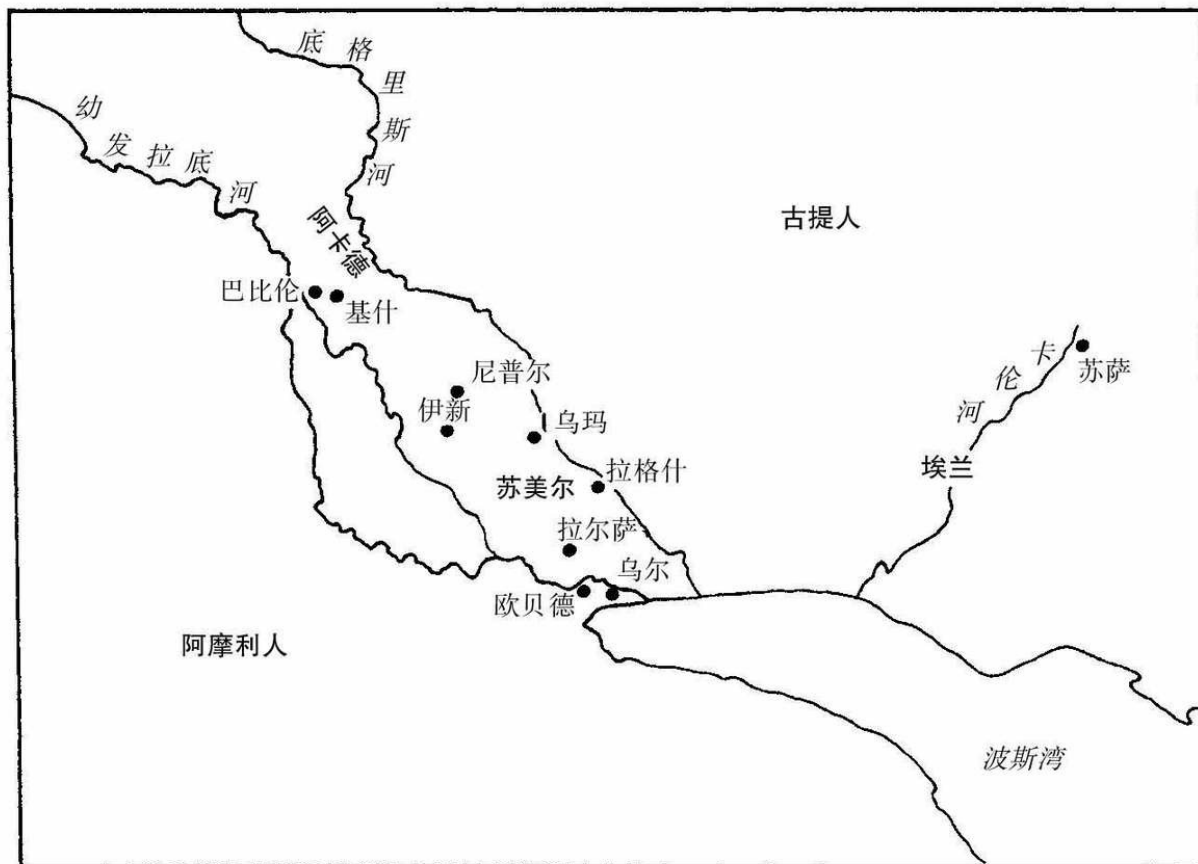 底格里斯河
幼发拉底河
阿卡德
古提人
巴比伦
基什
卡伦河
苏萨
尼普尔
伊新
乌玛
埃兰
拉格什
苏美尔
拉尔萨
乌尔
欧贝德
阿摩利人
波斯湾